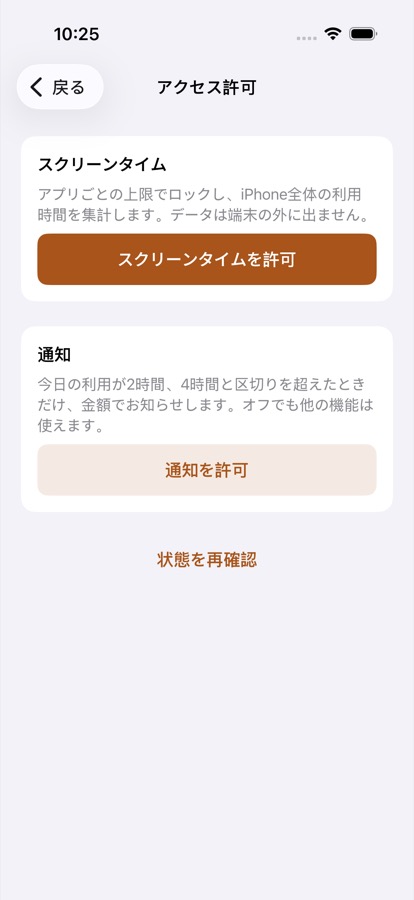 10:25
戻る
アクセス許可
スクリーンタイム
アプリごとの上限でロックし、iPhone全体の利用
時間を集計します。データは端末の外に出ません。
スクリーンタイムを許可
通知
今日の利用が2時間、4時間と区切りを超えたとき
だけ、金額でお知らせします。オフでも他の機能は
使えます。
通知を許可
状態を再確認